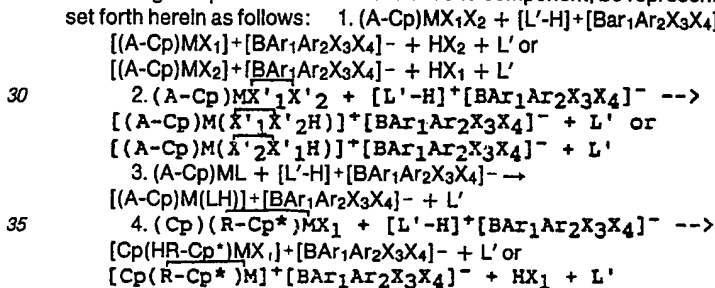 set forth herein as follows: 1. (A-Cp)MX₁X₂ + [L'-H]+[Bar₁Ar₂X₃X₄]
[(A-Cp)MX₁]+[BAr₁Ar₂X₃X₄]- + HX₂ + L' or
[(A-Cp)MX₂]+[BAr₁Ar₂X₃X₄]- + HX₁ + L'
30 2. (A-Cp)MX'₁X'₂ + [L'-H]⁺[BAr₁Ar₂X₃X₄]⁻ -->
[(A-Cp)M(X'₁X'₂H)]⁺[BAr₁Ar₂X₃X₄]⁻ + L' or
[(A-Cp)M(X'₂X'₁H)]⁺[BAr₁Ar₂X₃X₄]⁻ + L'
3. (A-Cp)ML + [L'-H]+[BAr₁Ar₂X₃X₄]- →
[(A-Cp)M(LH)]+[BAr₁Ar₂X₃X₄]- + L'
35 4. (Cp)(R-Cp*)MX₁ + [L'-H]⁺[BAr₁Ar₂X₃X₄]⁻ -->
[Cp(HR-Cp*)MX₁]+[BAr₁Ar₂X₃X₄]- + L' or
[Cp(R-Cp*)M]⁺[BAr₁Ar₂X₃X₄]⁻ + HX₁ + L'